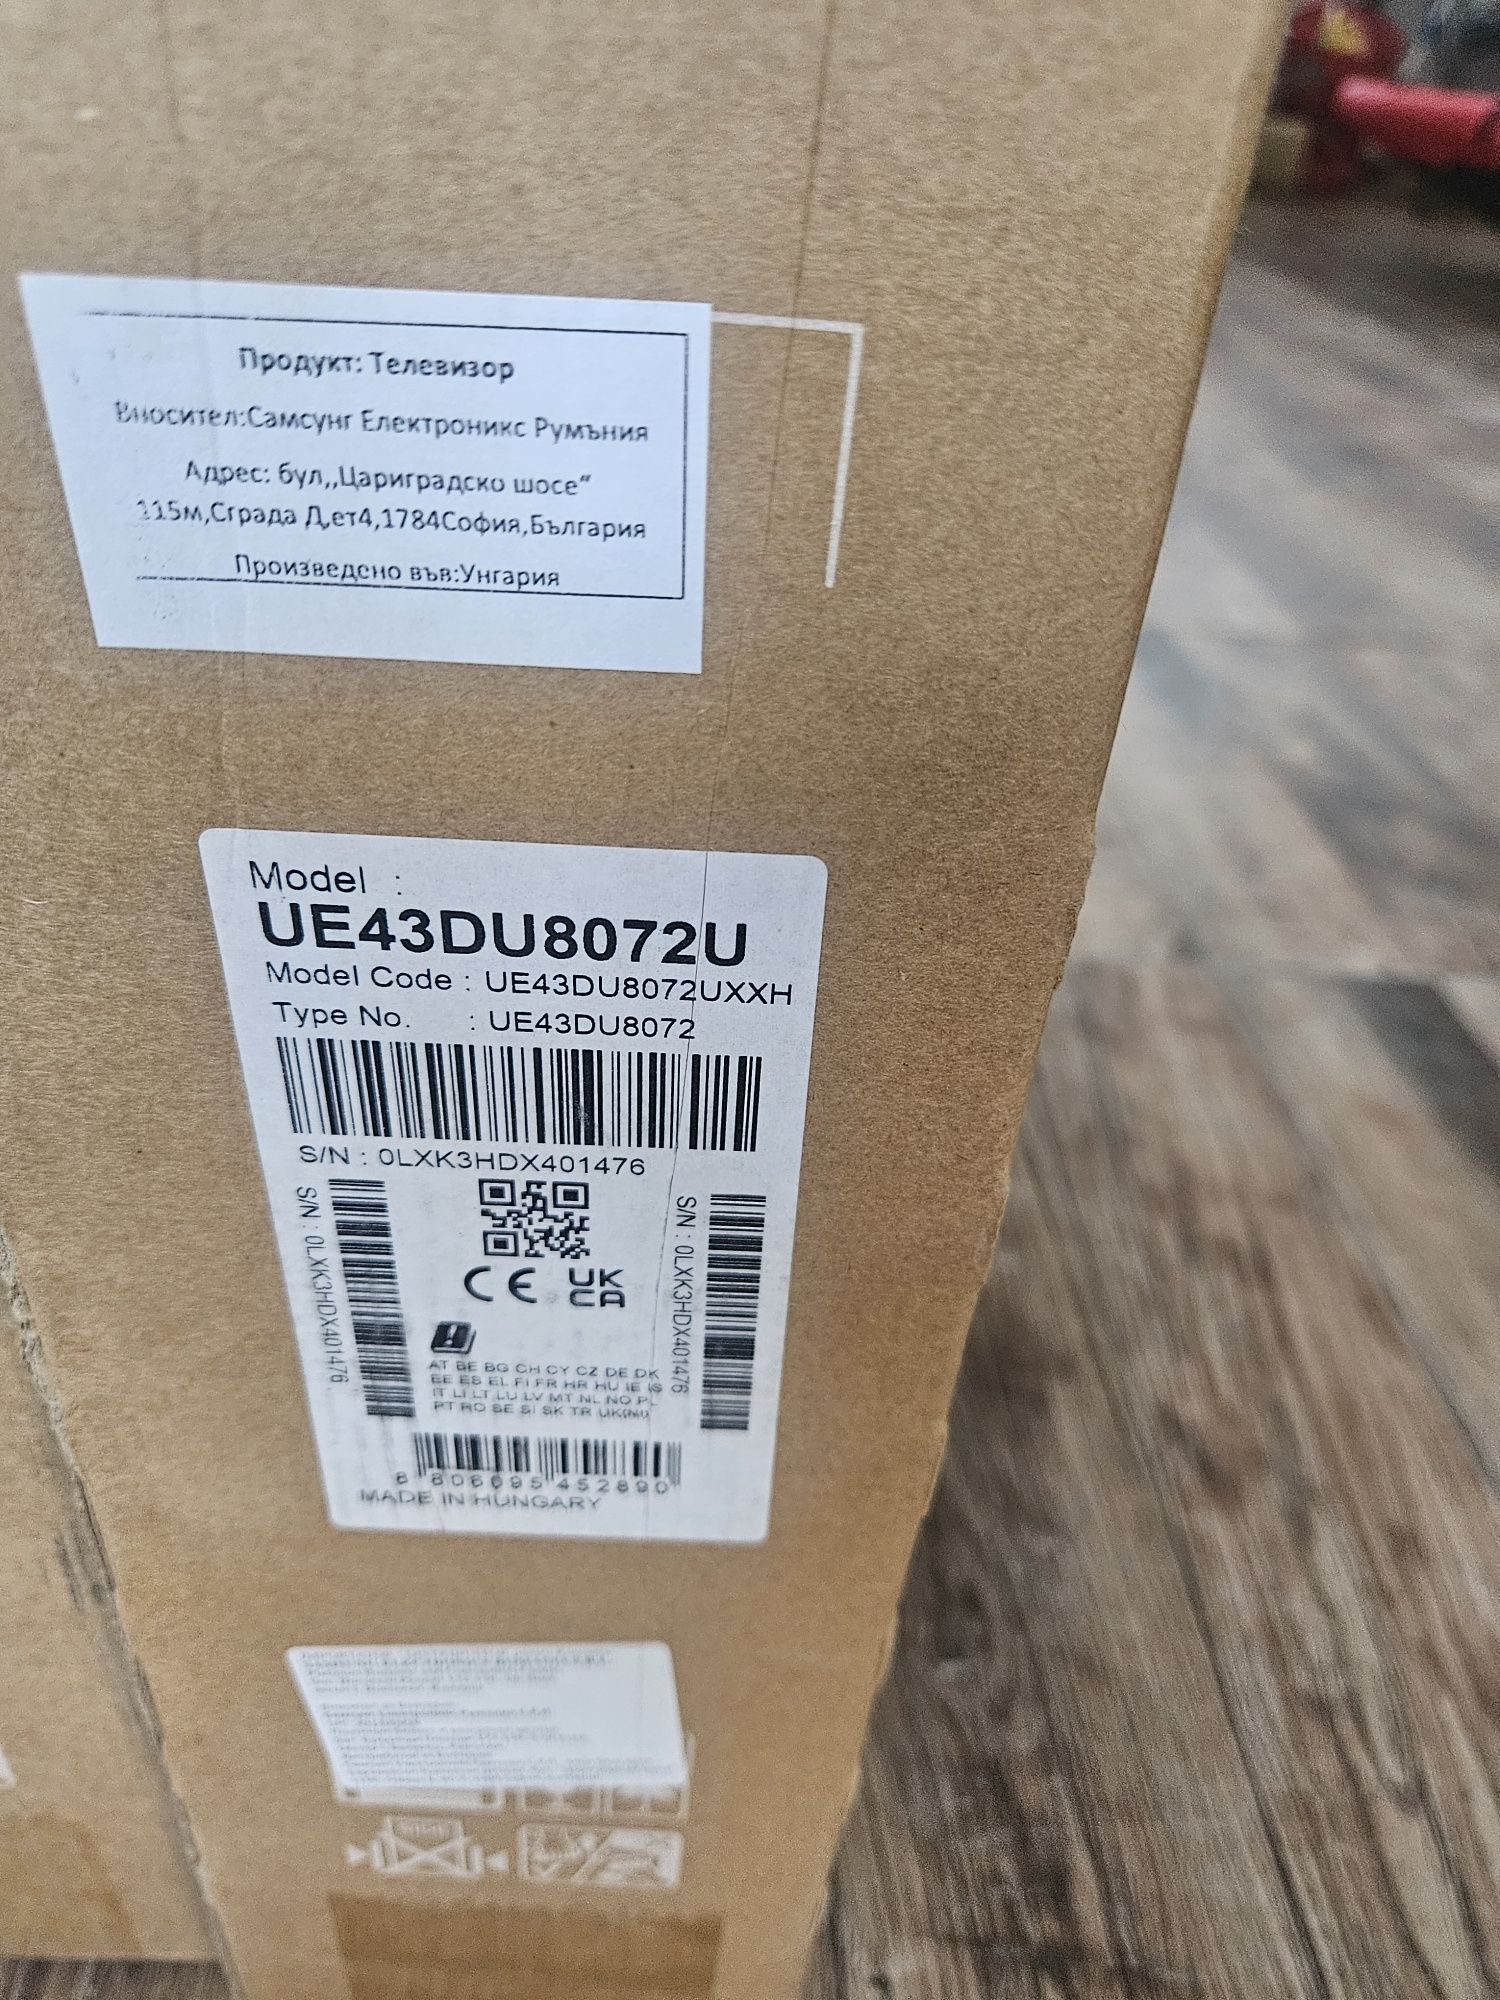 Продукт: Телевизор
Вносител:Самсунг Електроникс Румъния
Адрес: бул,,Цариградско шосе“
115м,Сграда Д,ет4,1784София,България
Произведено във:Унгария
Model :
UE43DU8072U
Model Code : UE43DU8072UXXH
Type No. : UE43DU8072
S/N : 0LXK3HDX401476
S/N : 0LXK3HDX401476
S/N : 0LXK3HDX401476
CE UK
CA
AT BE BG CH CY CZ DE DK
EE ES EL FI FR HR HU IE IS
IT LI LT LU LV MT NL NO PL
PT RO SE SI SK TR UK(NI)
8 806095 452890
MADE IN HUNGARY